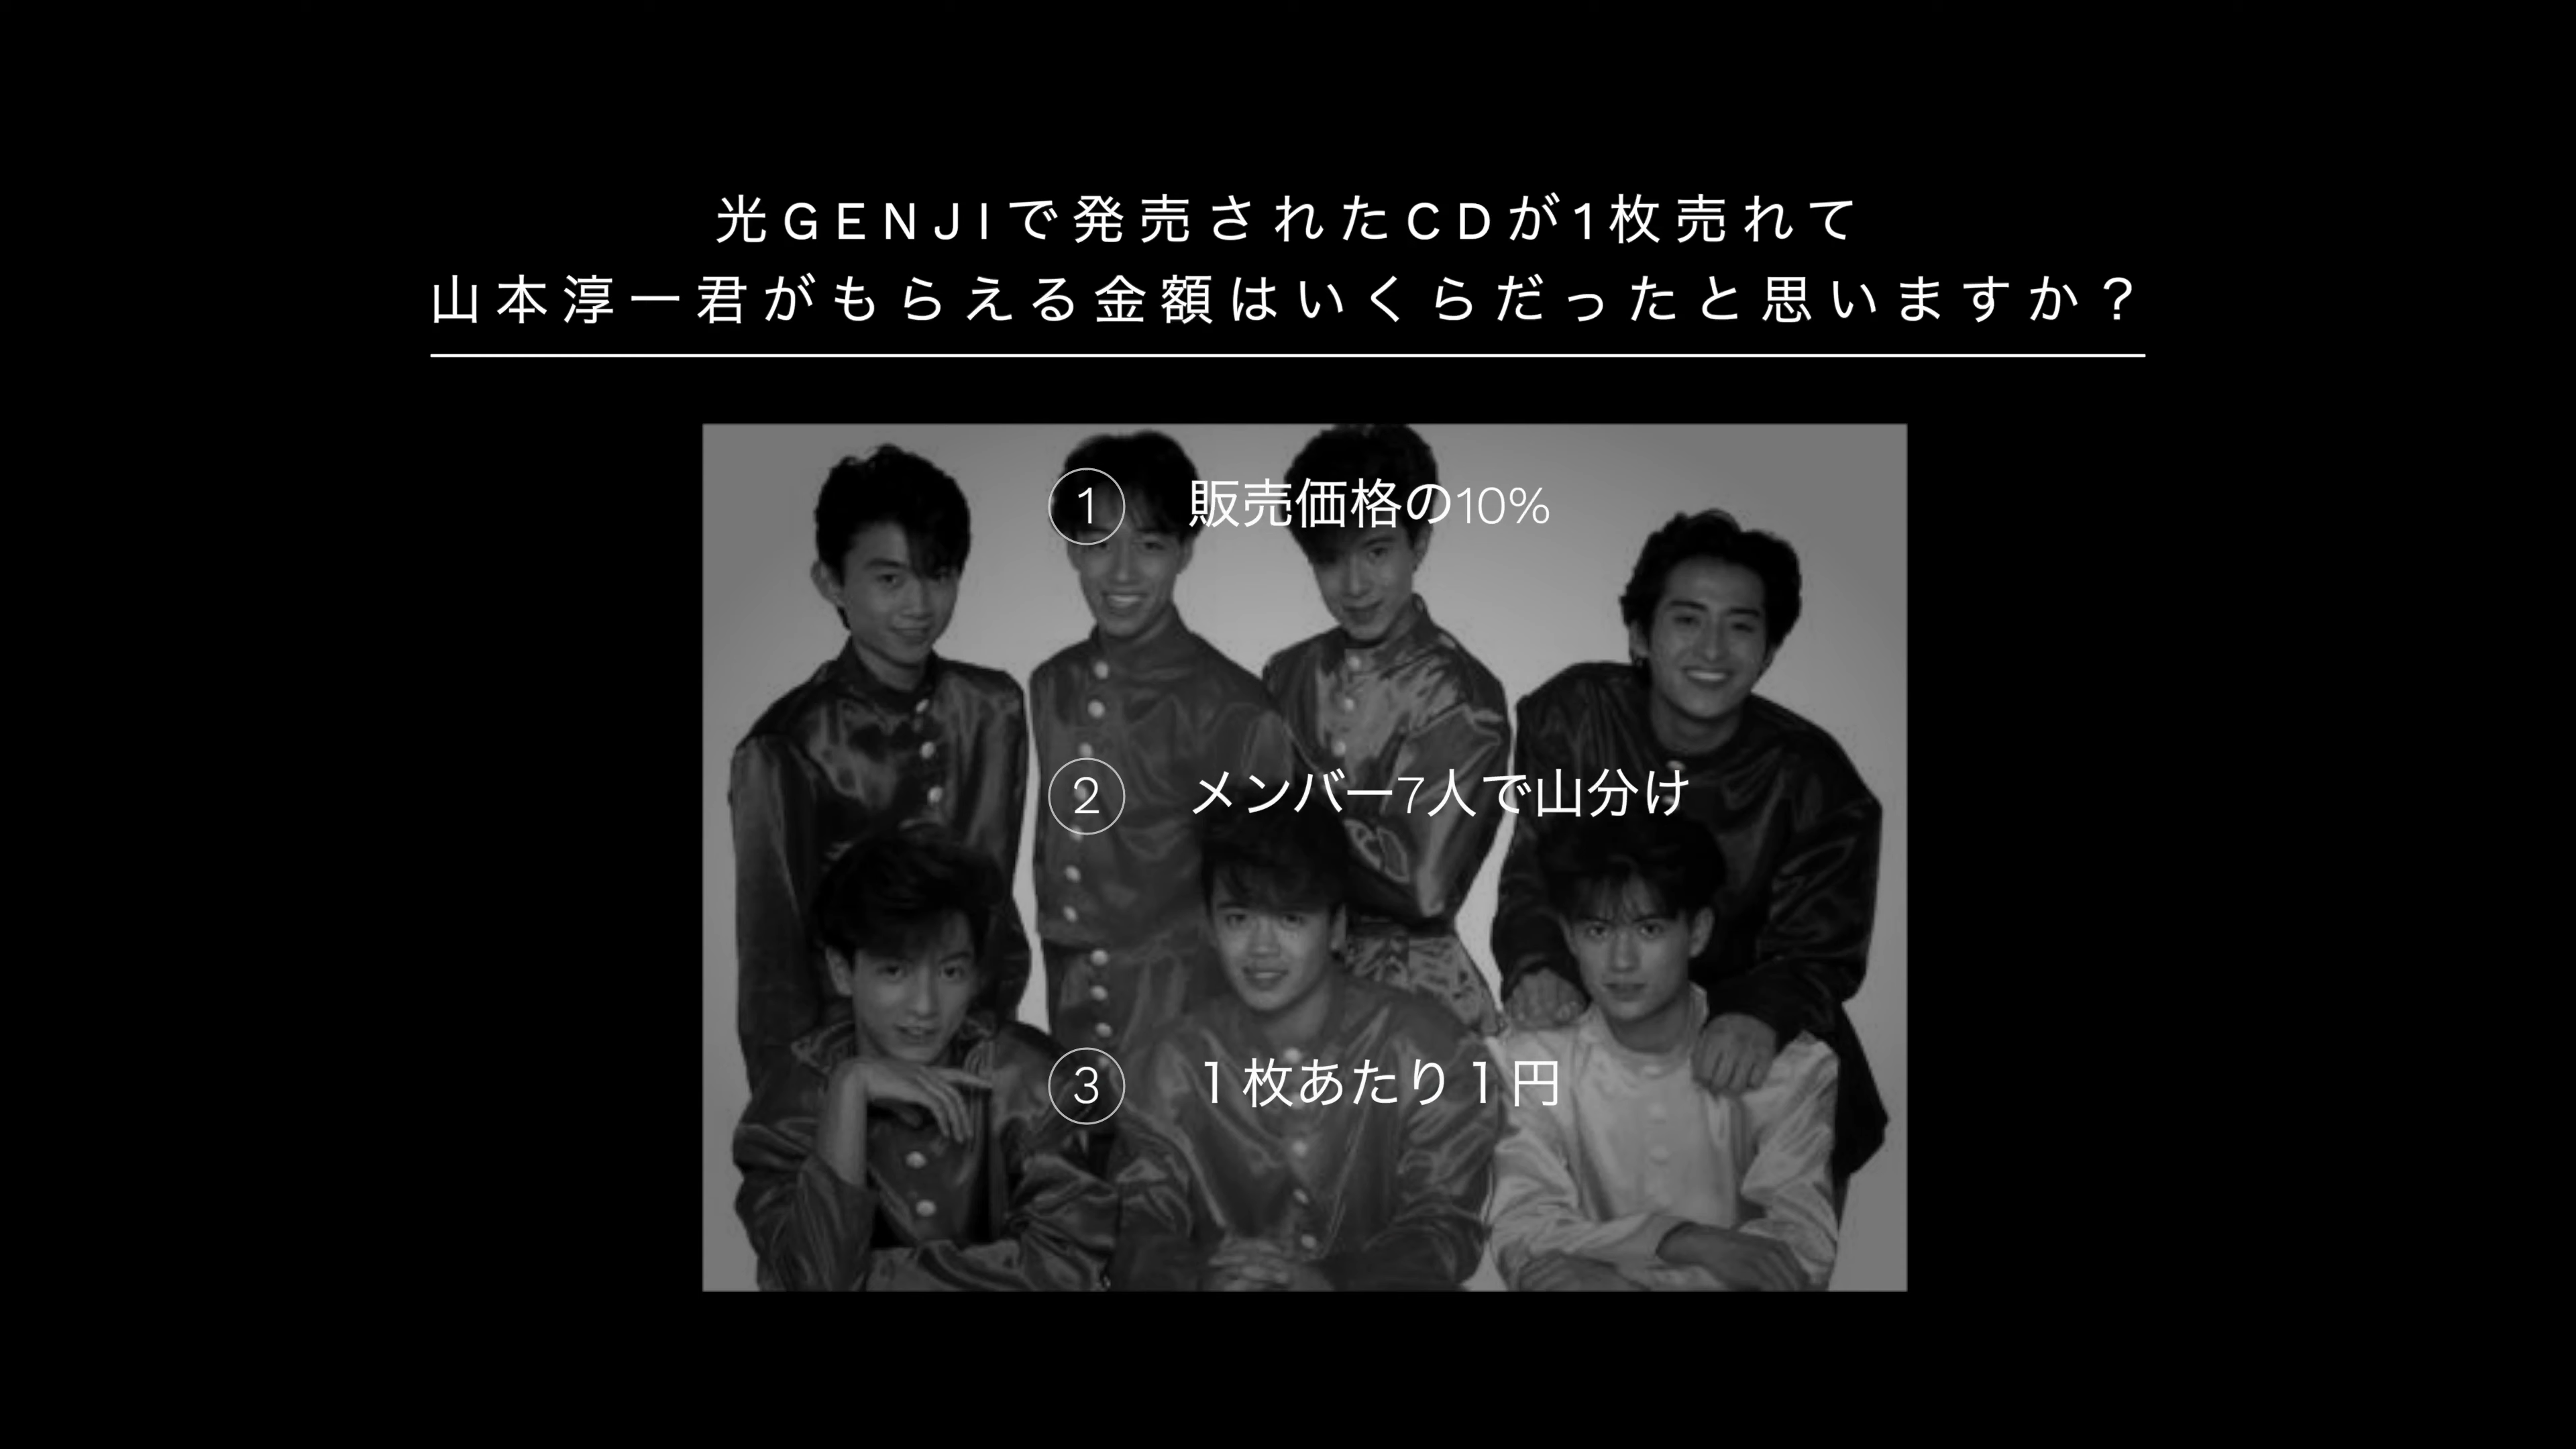 光GENJIで発売されたCDが1枚売れて
山本淳一君がもらえる金額はいくらだったと思いますか？
① 販売価格の10%
② メンバー7人で山分け
③ １枚あたり１円